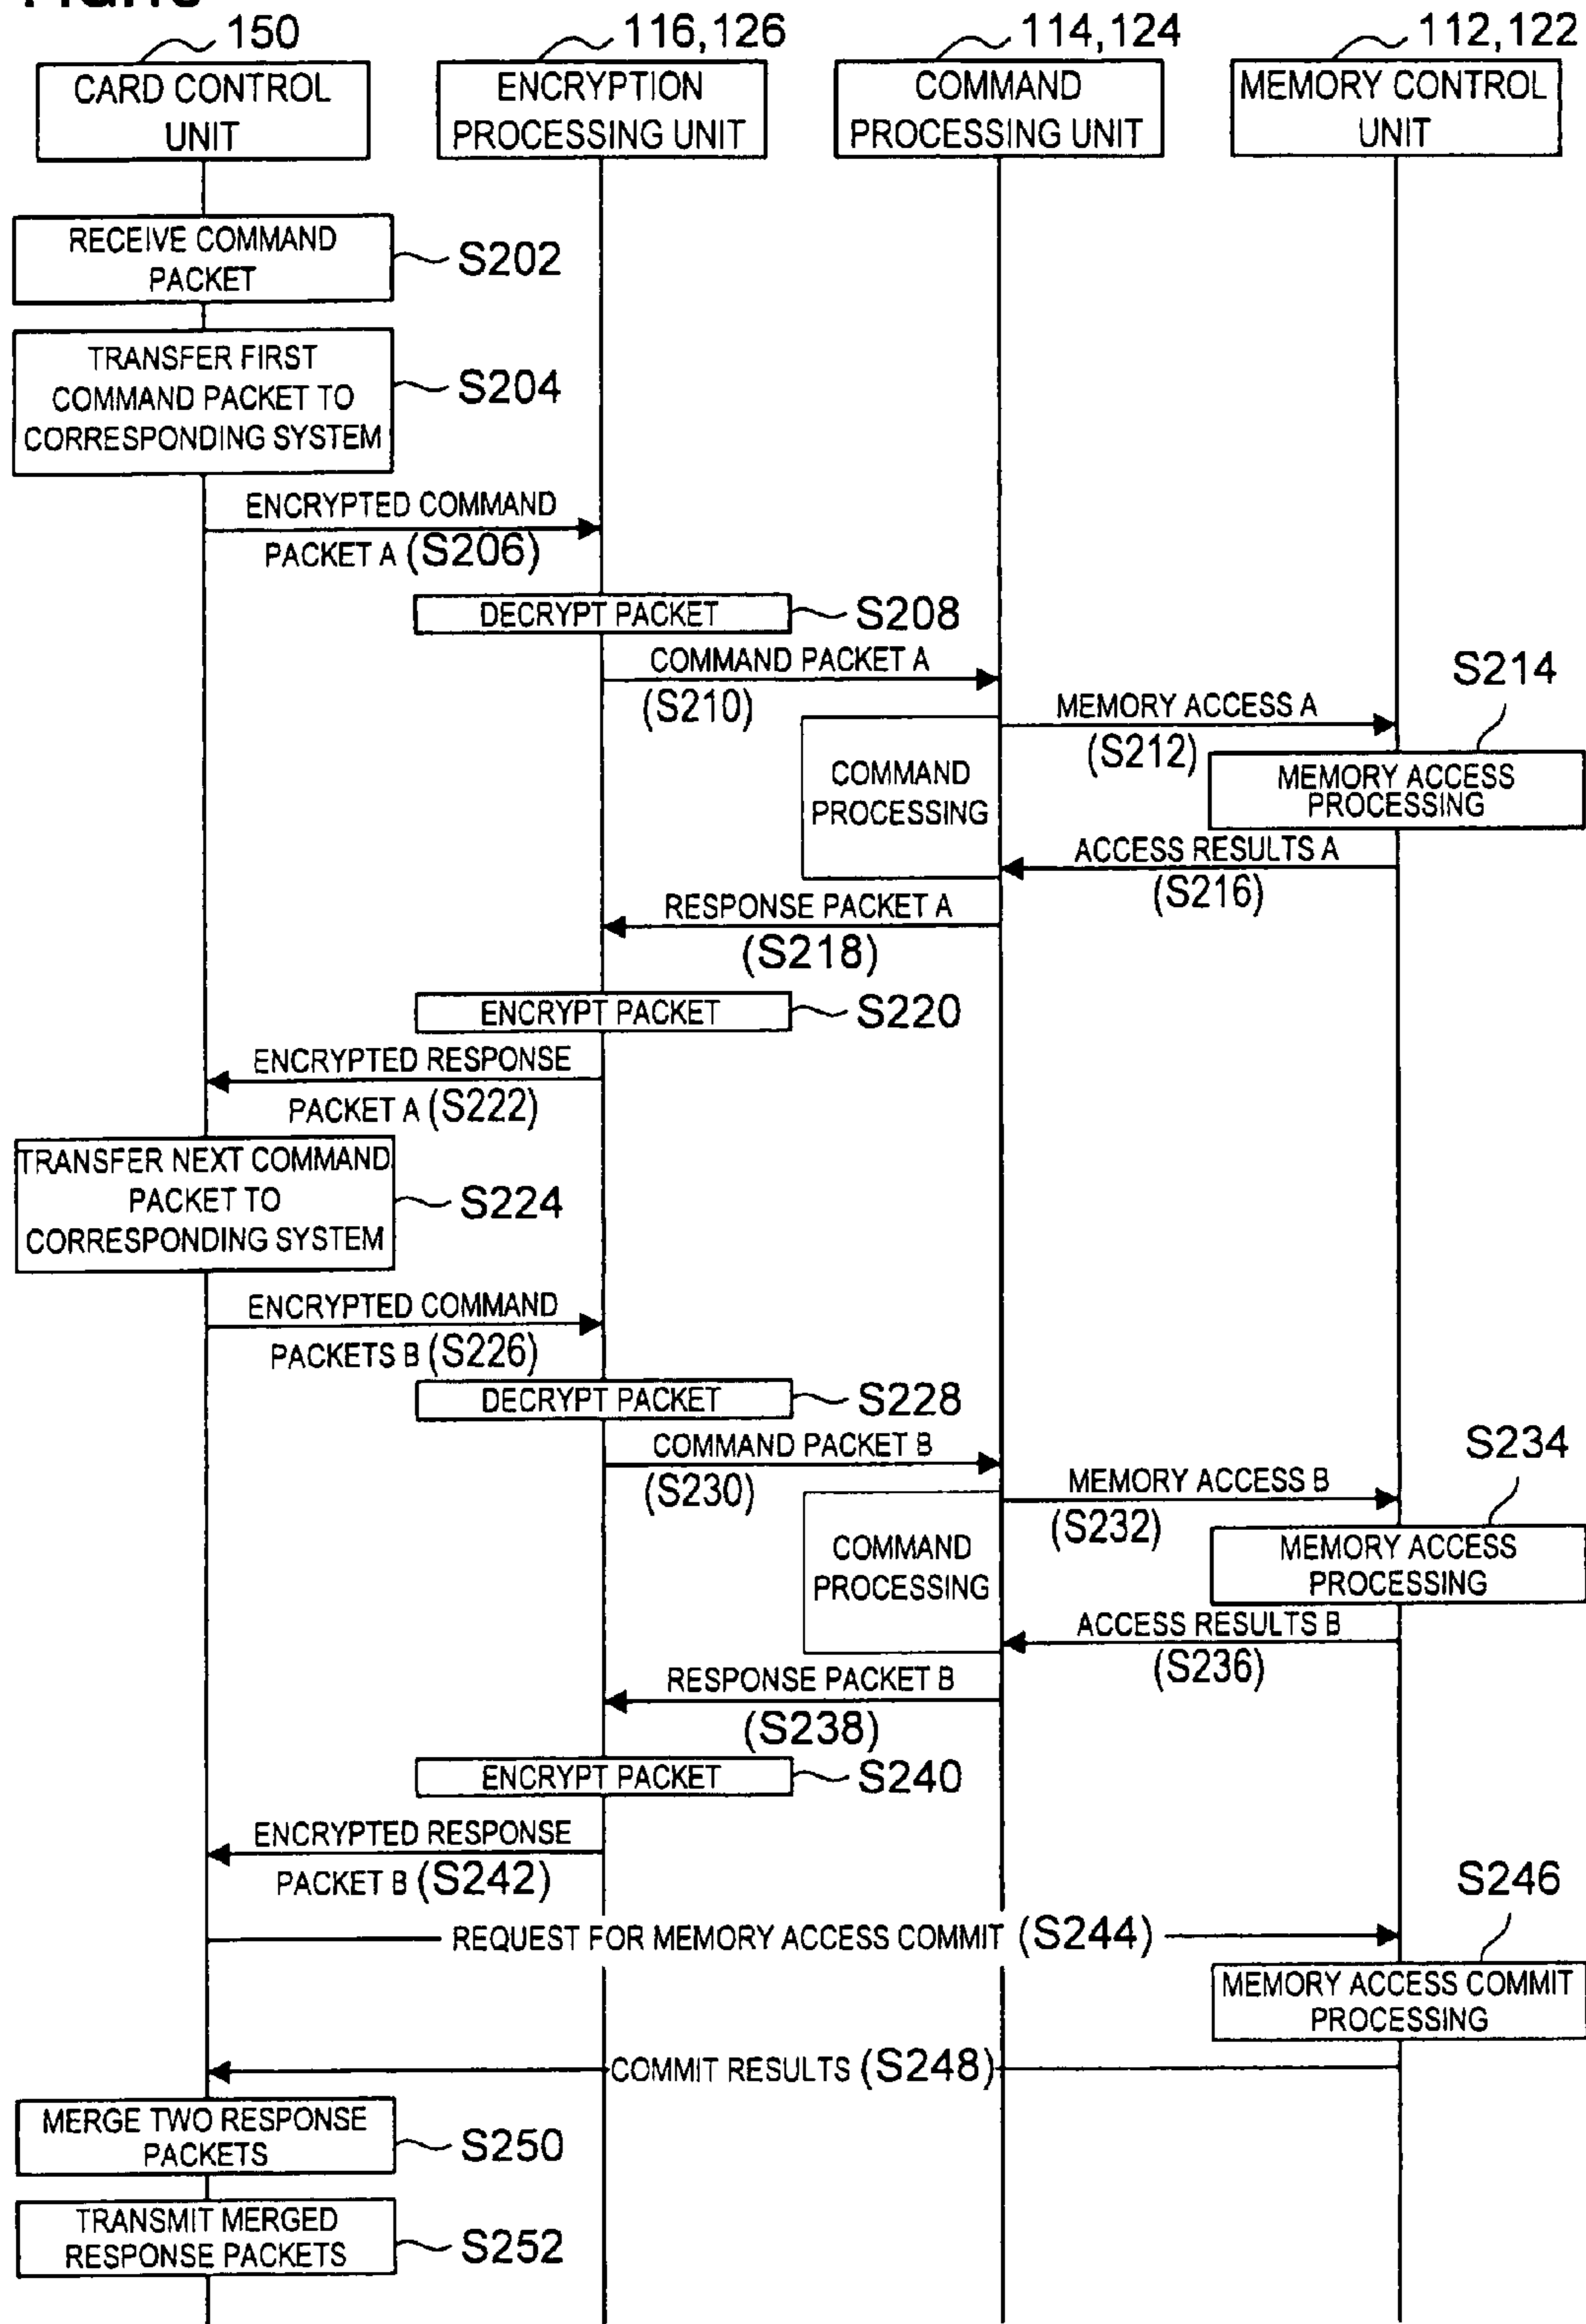 150
116,126
114,124
112,122
CARD CONTROL
UNIT
ENCRYPTION
PROCESSING UNIT
COMMAND
PROCESSING UNIT
MEMORY CONTROL
UNIT
RECEIVE COMMAND
PACKET
S202
TRANSFER FIRST
COMMAND PACKET TO
CORRESPONDING SYSTEM
S204
ENCRYPTED COMMAND
PACKET A (S206)
DECRYPT PACKET
S208
COMMAND PACKET A
(S210)
MEMORY ACCESS A
(S212)
S214
COMMAND
PROCESSING
MEMORY ACCESS
PROCESSING
ACCESS RESULTS A
(S216)
RESPONSE PACKET A
(S218)
ENCRYPT PACKET
S220
ENCRYPTED RESPONSE
PACKET A (S222)
TRANSFER NEXT COMMAND
PACKET TO
CORRESPONDING SYSTEM
S224
ENCRYPTED COMMAND
PACKETS B (S226)
DECRYPT PACKET
S228
COMMAND PACKET B
(S230)
MEMORY ACCESS B
(S232)
S234
COMMAND
PROCESSING
MEMORY ACCESS
PROCESSING
ACCESS RESULTS B
(S236)
RESPONSE PACKET B
(S238)
ENCRYPT PACKET
S240
ENCRYPTED RESPONSE
PACKET B (S242)
REQUEST FOR MEMORY ACCESS COMMIT (S244)
S246
MEMORY ACCESS COMMIT
PROCESSING
COMMIT RESULTS (S248)
MERGE TWO RESPONSE
PACKETS
S250
TRANSMIT MERGED
RESPONSE PACKETS
S252